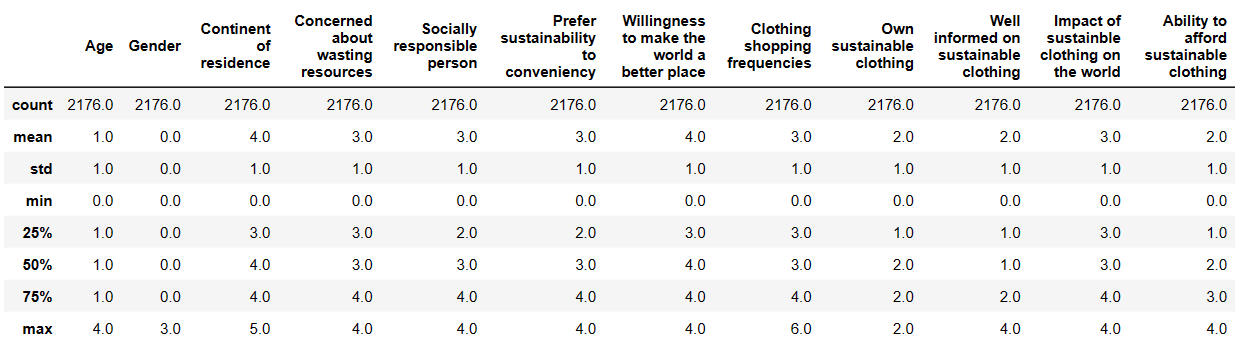 Age Gender Continent of residence Concerned about wasting resources Socially responsible person Prefer sustainability to conveniency Willingness to make the world a better place Clothing shopping frequencies Own sustainable clothing Well informed on sustainable clothing Impact of sustainble clothing on the world Ability to afford sustainable clothing
count 2176.0 2176.0 2176.0 2176.0 2176.0 2176.0 2176.0 2176.0 2176.0 2176.0 2176.0 2176.0
mean 1.0 0.0 4.0 3.0 3.0 3.0 4.0 3.0 2.0 2.0 3.0 2.0
std 1.0 0.0 1.0 1.0 1.0 1.0 1.0 1.0 1.0 1.0 1.0 1.0
min 0.0 0.0 0.0 0.0 0.0 0.0 0.0 0.0 0.0 0.0 0.0 0.0
25% 1.0 0.0 3.0 3.0 2.0 2.0 3.0 3.0 1.0 1.0 3.0 1.0
50% 1.0 0.0 4.0 3.0 3.0 3.0 4.0 3.0 2.0 1.0 3.0 2.0
75% 1.0 0.0 4.0 4.0 4.0 4.0 4.0 4.0 2.0 2.0 4.0 3.0
max 4.0 3.0 5.0 4.0 4.0 4.0 4.0 6.0 2.0 4.0 4.0 4.0